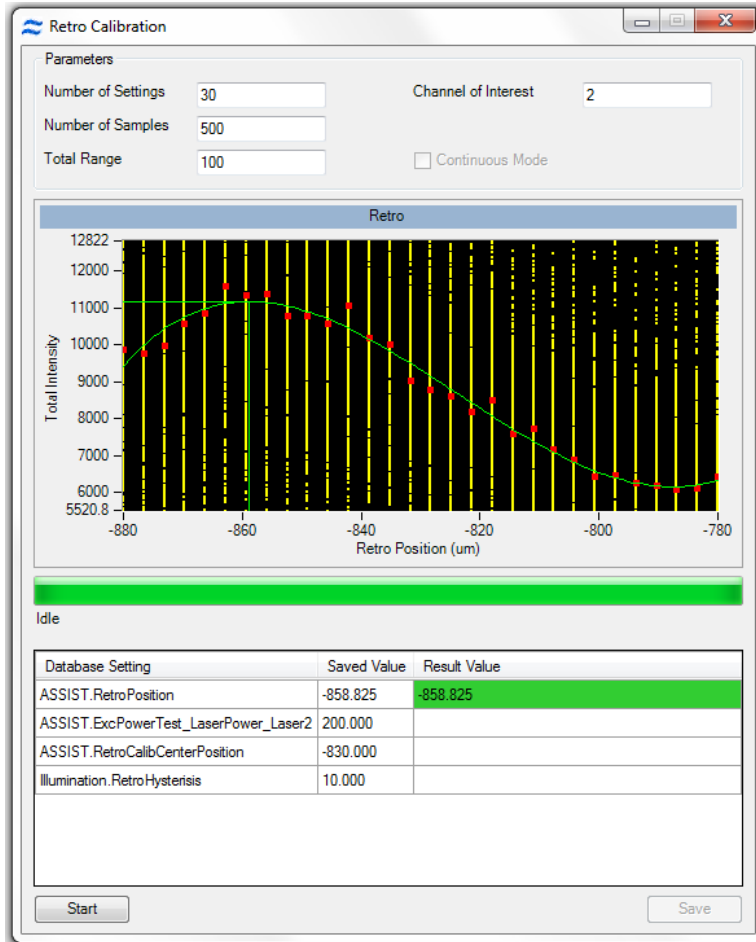 Retro Calibration
Parameters
Number of Settings 30 Channel of Interest 2
Number of Samples 500
Total Range 100 Continuous Mode
Retro
12822
12000
11000
10000
9000
8000
7000
6000
5520.8
Total Intensity
-880 -860 -840 -820 -800 -780
Retro Position (um)
Idle
Database Setting Saved Value Result Value
ASSIST.RetroPosition -858.825 -858.825
ASSIST.ExcPowerTest_LaserPower_Laser2 200.000
ASSIST.RetroCalibCenterPosition -830.000
Illumination.RetroHysterisis 10.000
Start Save